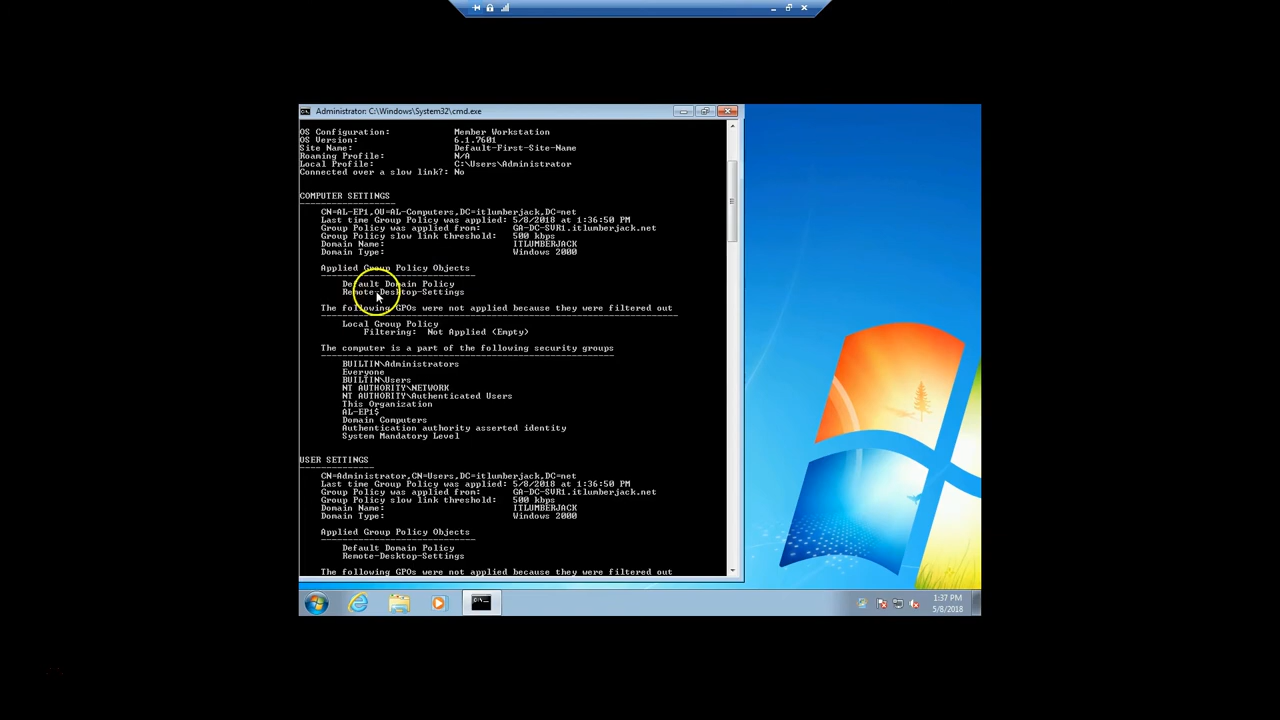 Administrator: C:\Windows\System32\cmd.exe
OS Configuration: Member Workstation
OS Version: 6.1.7601
Site Name: Default-First-Site-Name
Roaming Profile: N/A
Local Profile: C:\Users\Administrator
Connected over a slow link?: No
COMPUTER SETTINGS
CN=AL-EP1,OU=AL-Computers,DC=itlumberjack,DC=net
Last time Group Policy was applied: 5/8/2018 at 1:36:50 PM
Group Policy was applied from: GA-DC-SVR1.itlumberjack.net
Group Policy slow link threshold: 500 kbps
Domain Name: ITLUMBERJACK
Domain Type: Windows 2000
Applied Group Policy Objects
Default Domain Policy
Remote-Desktop-Settings
The following GPOs were not applied because they were filtered out
Local Group Policy
Filtering: Not Applied (Empty)
The computer is a part of the following security groups
BUILTIN\Administrators
Everyone
BUILTIN\Users
NT AUTHORITY\NETWORK
NT AUTHORITY\Authenticated Users
This Organization
AL-EP1$
Domain Computers
Authentication authority asserted identity
System Mandatory Level
USER SETTINGS
CN=Administrator,CN=Users,DC=itlumberjack,DC=net
Last time Group Policy was applied: 5/8/2018 at 1:36:50 PM
Group Policy was applied from: GA-DC-SVR1.itlumberjack.net
Group Policy slow link threshold: 500 kbps
Domain Name: ITLUMBERJACK
Domain Type: Windows 2000
Applied Group Policy Objects
Default Domain Policy
Remote-Desktop-Settings
The following GPOs were not applied because they were filtered out
1:37 PM
5/8/2018